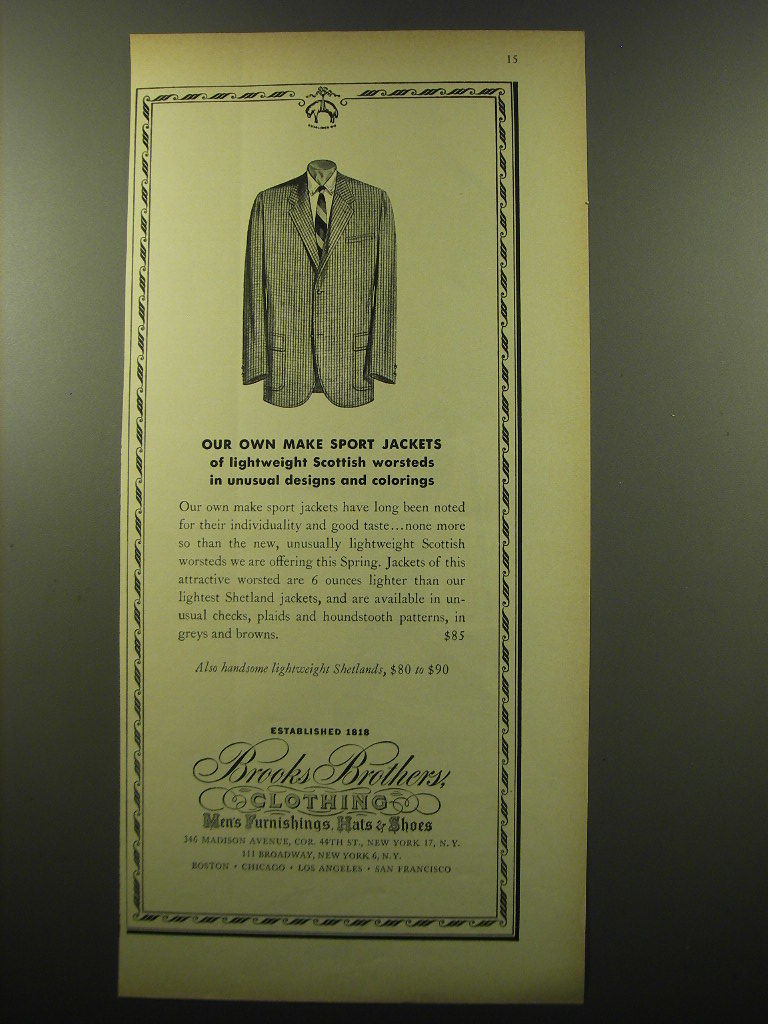 15
OUR OWN MAKE SPORT JACKETS
of lightweight Scottish worsteds
in unusual designs and colorings
Our own make sport jackets have long been noted
for their individuality and good taste...none more
so than the new, unusually lightweight Scottish
worsteds we are offering this Spring. Jackets of this
attractive worsted are 6 ounces lighter than our
lightest Shetland jackets, and are available in un-
usual checks, plaids and houndstooth patterns, in
greys and browns. $85
Also handsome lightweight Shetlands, $80 to $90
ESTABLISHED 1818
Brooks Brothers,
CLOTHING
Men's Furnishings, Hats & Shoes
346 MADISON AVENUE, COR. 44TH ST., NEW YORK 17, N. Y.
111 BROADWAY, NEW YORK 6, N. Y.
BOSTON • CHICAGO • LOS ANGELES • SAN FRANCISCO